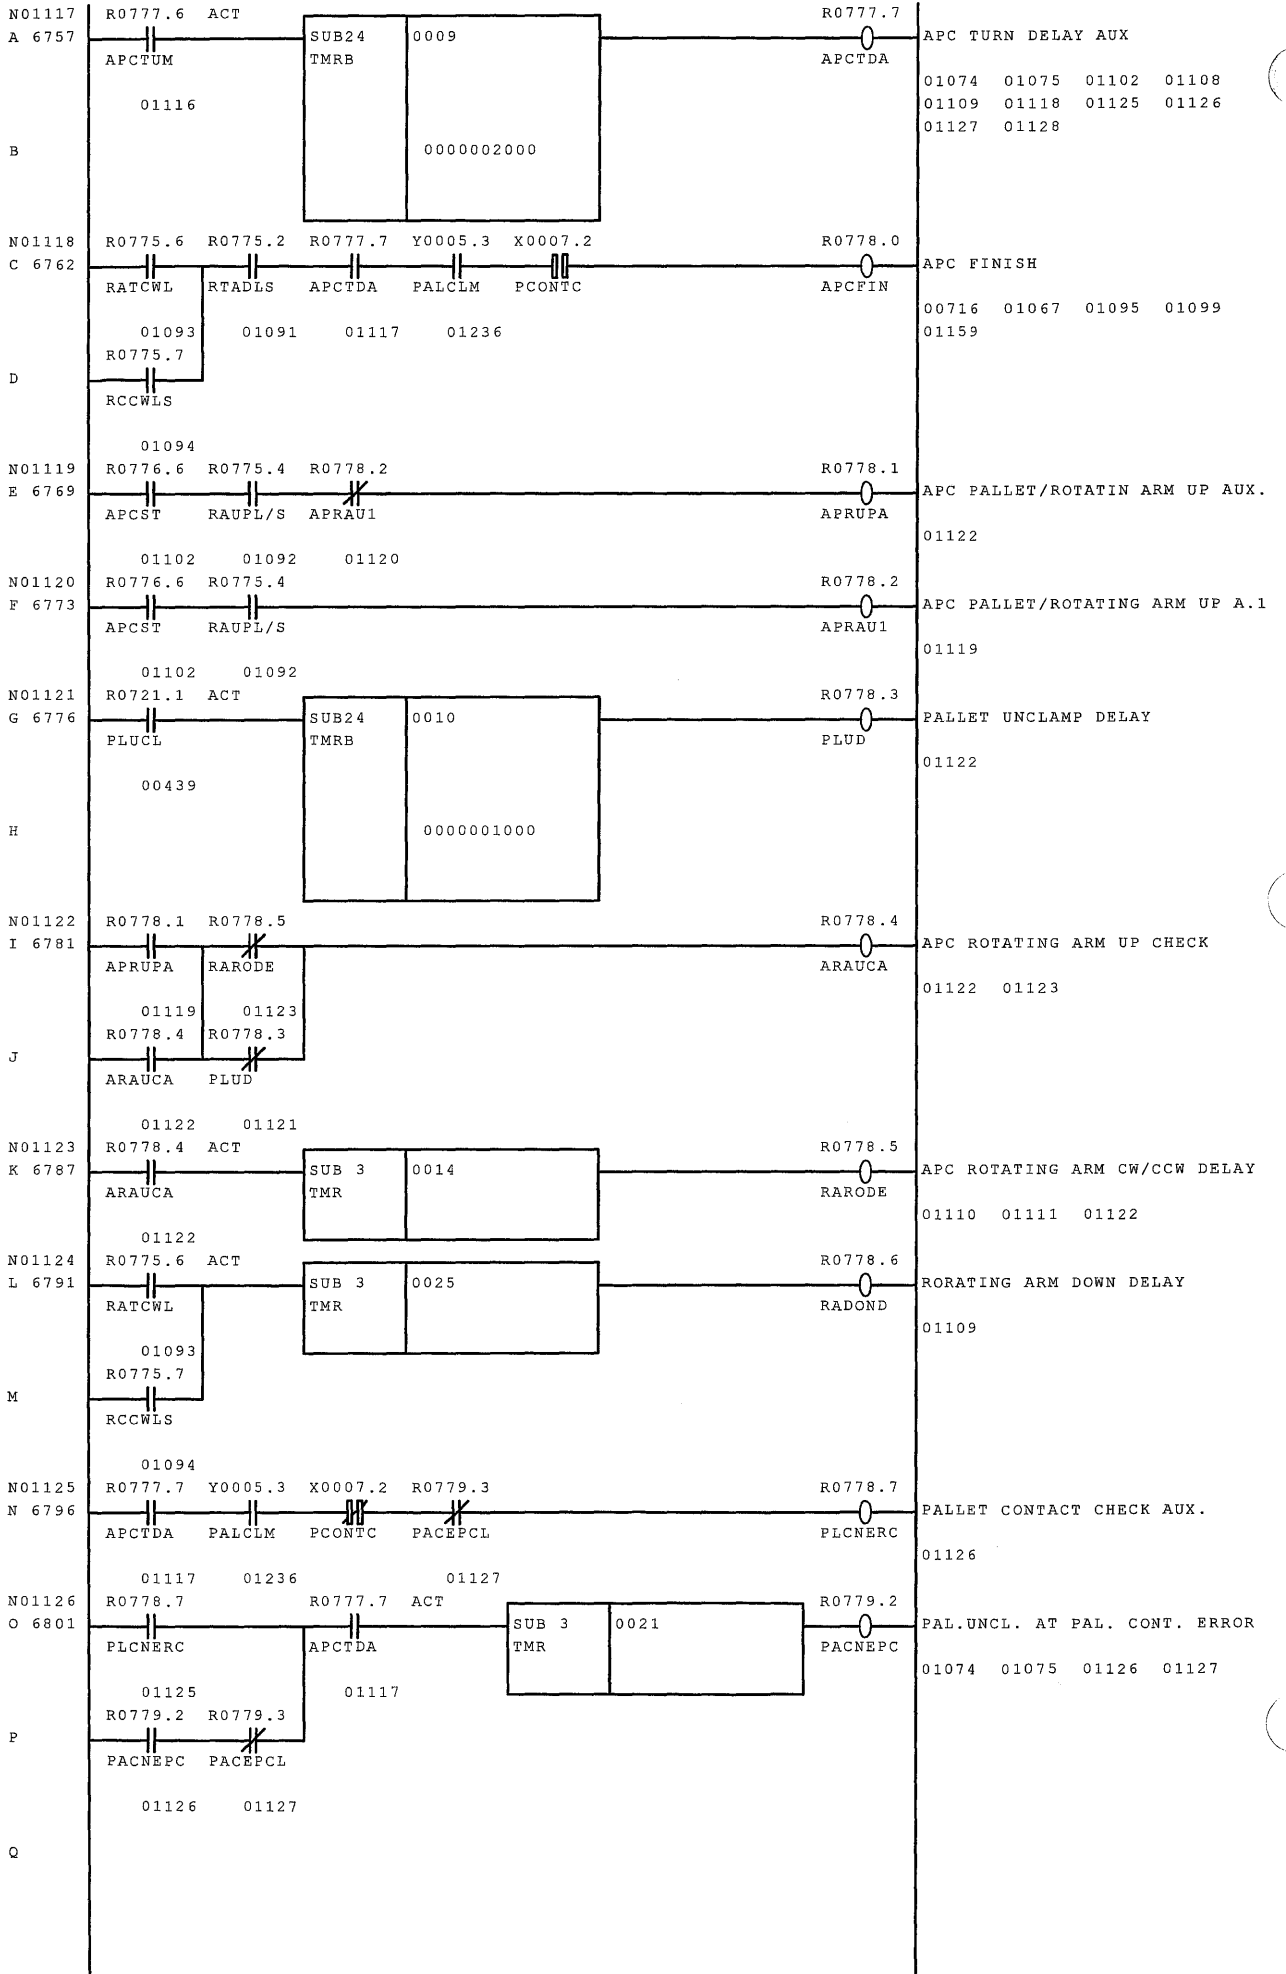 N01117 R0777.6 ACT R0777.7
A 6757 SUB24 0009 APC TURN DELAY AUX
APCTUM TMRB APCTDA
01074 01075 01102 01108
01116 01109 01118 01125 01126
01127 01128
B 0000002000
N01118 R0775.6 R0775.2 R0777.7 Y0005.3 X0007.2 R0778.0
C 6762 APC FINISH
RATCWL RTADLS APCTDA PALCLM PCONTC APCFIN
00716 01067 01095 01099
01093 01091 01117 01236 01159
R0775.7
D
RCCWLS
01094
N01119 R0776.6 R0775.4 R0778.2 R0778.1
E 6769 APC PALLET/ROTATIN ARM UP AUX.
APCST RAUPL/S APRAU1 APRUPA
01122
01102 01092 01120
N01120 R0776.6 R0775.4 R0778.2
F 6773 APC PALLET/ROTATING ARM UP A.1
APCST RAUPL/S APRAU1
01119
01102 01092
N01121 R0721.1 ACT R0778.3
G 6776 SUB24 0010 PALLET UNCLAMP DELAY
PLUCL TMRB PLUD
01122
00439
H 0000001000
N01122 R0778.1 R0778.5 R0778.4
I 6781 APC ROTATING ARM UP CHECK
APRUPA RARODE ARAUCA
01122 01123
01119 01123
R0778.4 R0778.3
J
ARAUCA PLUD
01122 01121
N01123 R0778.4 ACT R0778.5
K 6787 SUB 3 0014 APC ROTATING ARM CW/CCW DELAY
ARAUCA TMR RARODE
01110 01111 01122
01122
N01124 R0775.6 ACT R0778.6
L 6791 SUB 3 0025 RORATING ARM DOWN DELAY
RATCWL TMR RADOND
01109
01093
R0775.7
M
RCCWLS
01094
N01125 R0777.7 Y0005.3 X0007.2 R0779.3 R0778.7
N 6796 PALLET CONTACT CHECK AUX.
APCTDA PALCLM PCONTC PACEPCL PLCNERC
01126
01117 01236 01127
N01126 R0778.7 R0777.7 ACT R0779.2
O 6801 SUB 3 0021 PAL.UNCL. AT PAL. CONT. ERROR
PLCNERC APCTDA TMR PACNEPC
01074 01075 01126 01127
01125 01117
R0779.2 R0779.3
P
PACNEPC PACEPCL
01126 01127
Q